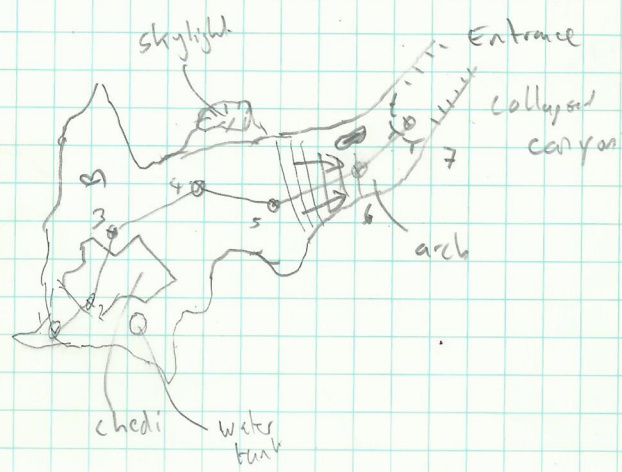 skylight
Entrance
collapsed
canyon
B
4
7
3
5
6
arch
1
2
chedi
water
tank